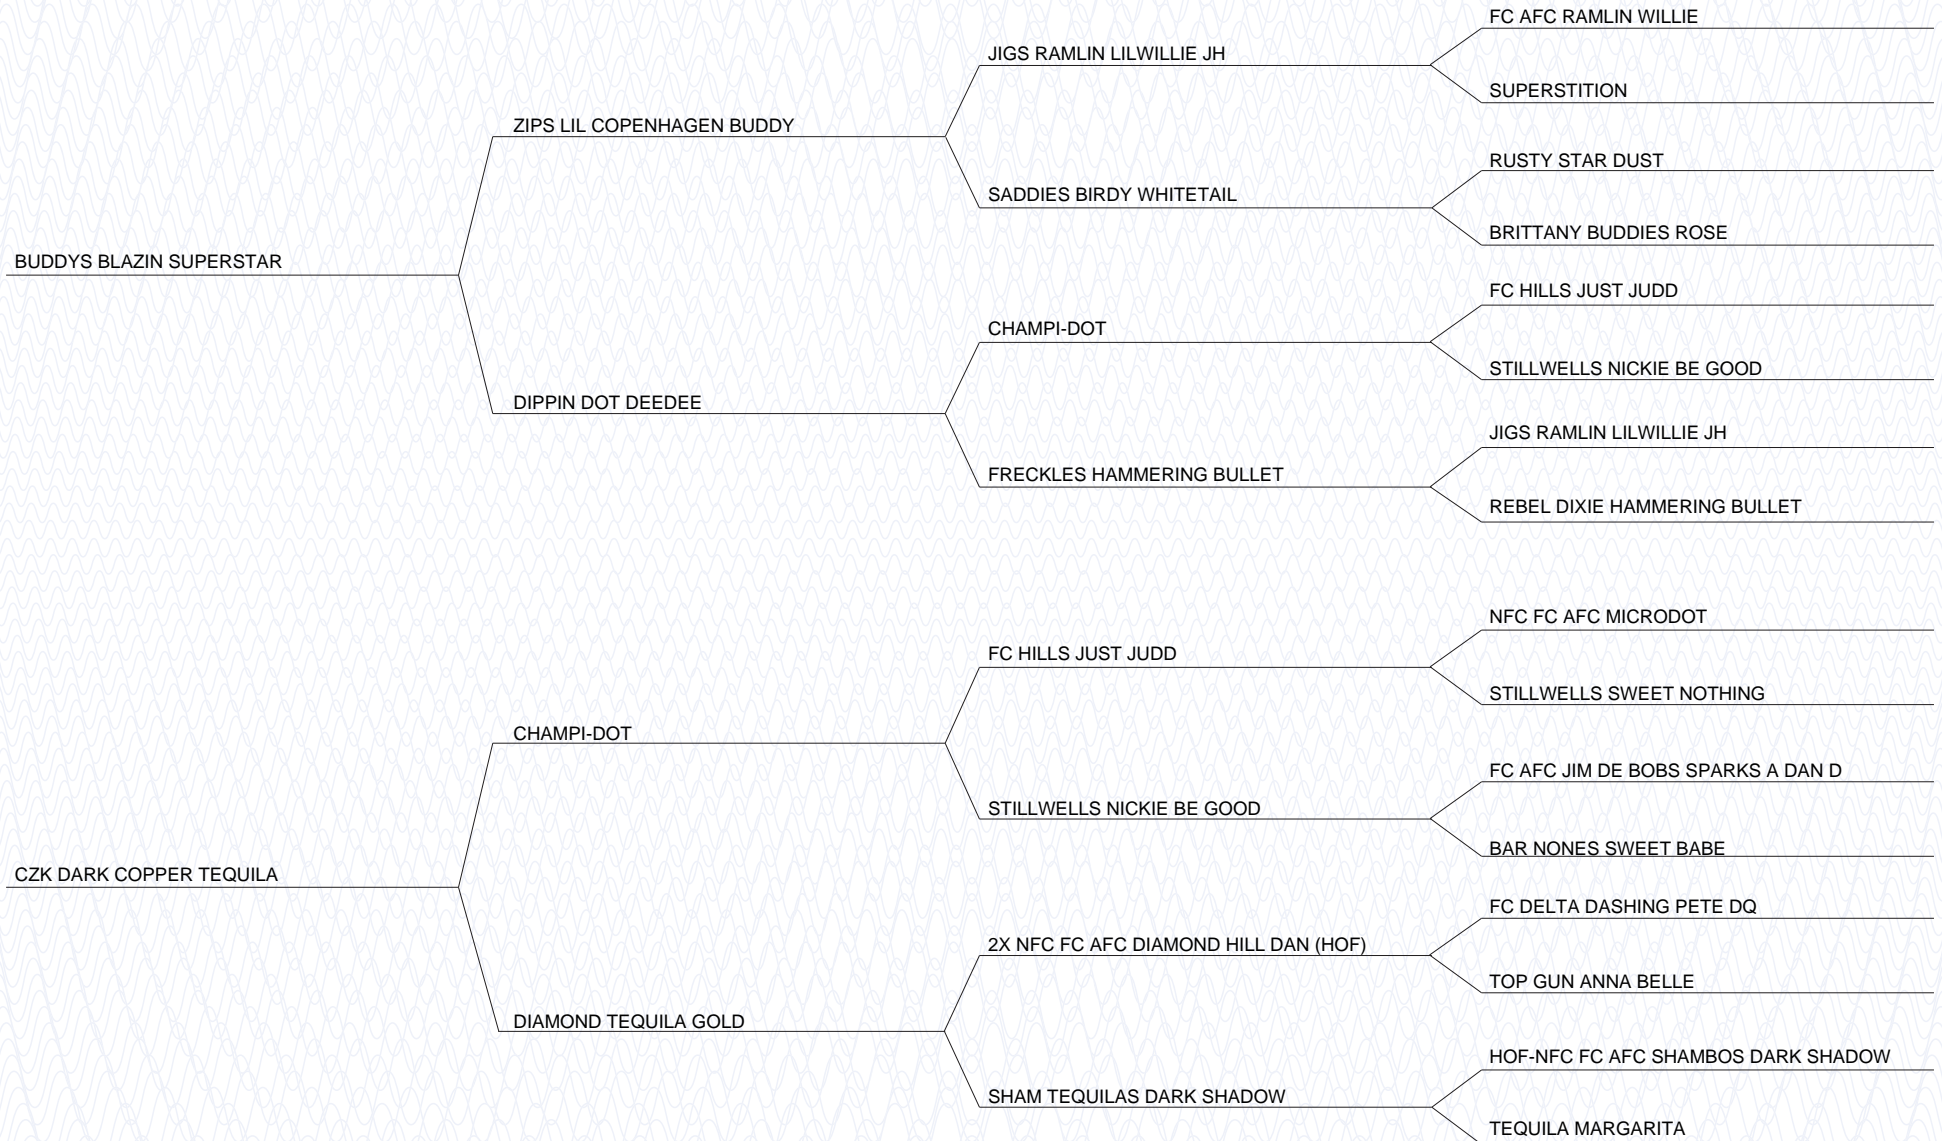 FC AFC RAMLIN WILLIE
JIGS RAMLIN LILWILLIE JH
SUPERSTITION
ZIPS LIL COPENHAGEN BUDDY
RUSTY STAR DUST
SADDIES BIRDY WHITETAIL
BRITTANY BUDDIES ROSE
BUDDYS BLAZIN SUPERSTAR
FC HILLS JUST JUDD
CHAMPI-DOT
STILLWELLS NICKIE BE GOOD
DIPPIN DOT DEEDEE
JIGS RAMLIN LILWILLIE JH
FRECKLES HAMMERING BULLET
REBEL DIXIE HAMMERING BULLET
NFC FC AFC MICRODOT
FC HILLS JUST JUDD
STILLWELLS SWEET NOTHING
CHAMPI-DOT
FC AFC JIM DE BOBS SPARKS A DAN D
STILLWELLS NICKIE BE GOOD
BAR NONES SWEET BABE
CZK DARK COPPER TEQUILA
FC DELTA DASHING PETE DQ
2X NFC FC AFC DIAMOND HILL DAN (HOF)
TOP GUN ANNA BELLE
DIAMOND TEQUILA GOLD
HOF-NFC FC AFC SHAMBOS DARK SHADOW
SHAM TEQUILAS DARK SHADOW
TEQUILA MARGARITA